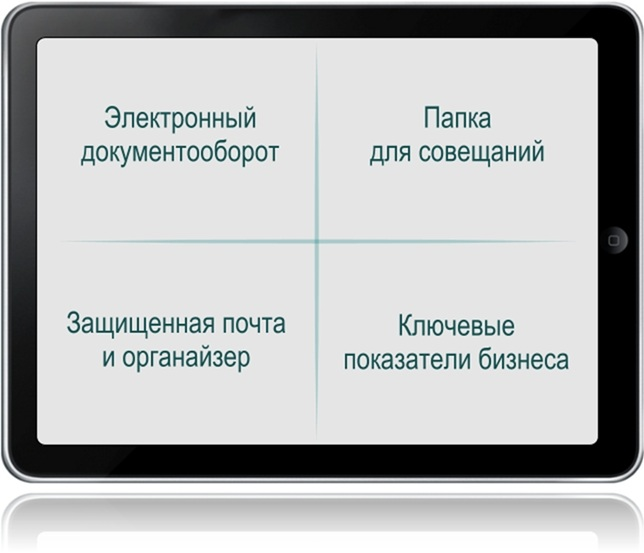 Электронный
документооборот
Папка
для совещаний
Защищенная почта
и органайзер
Ключевые
показатели бизнеса